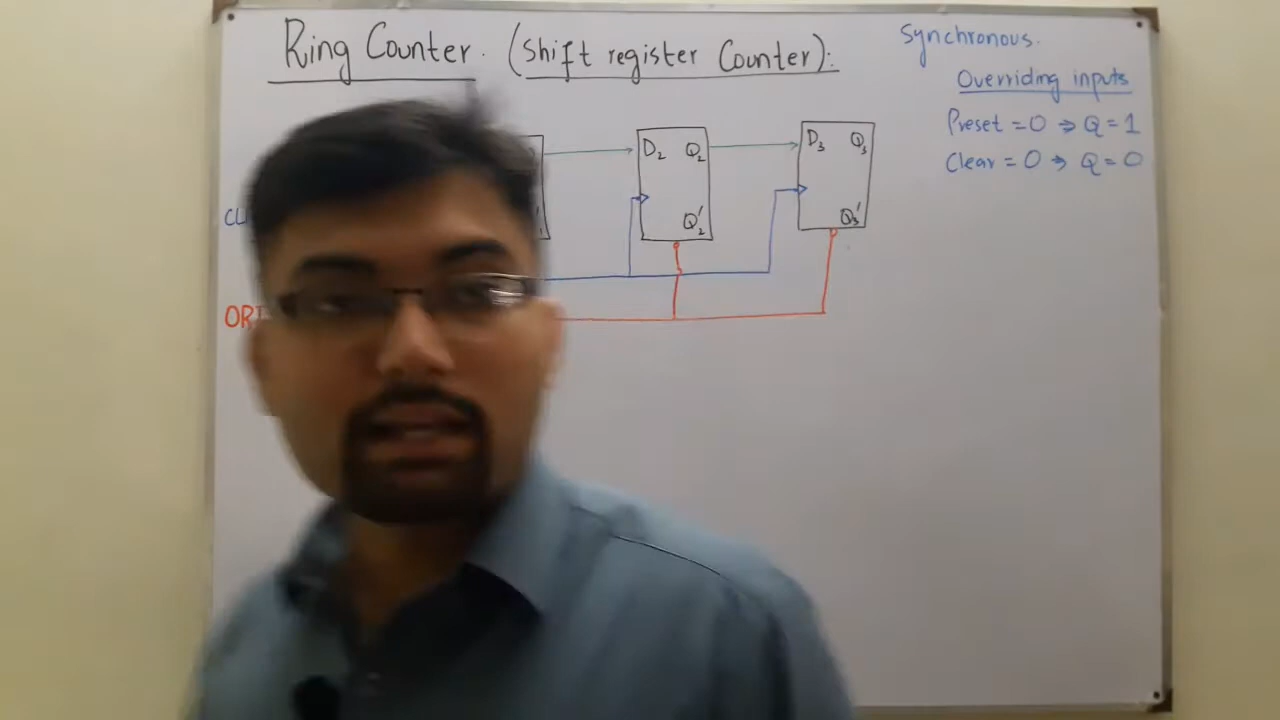 Ring Counter. (Shift register Counter):
Synchronous.
Overriding inputs
Preset = 0 ⇒ Q = 1
Clear = 0 ⇒ Q = 0
D₂ Q₂
Q₂'
D₃ Q₃
Q₃'